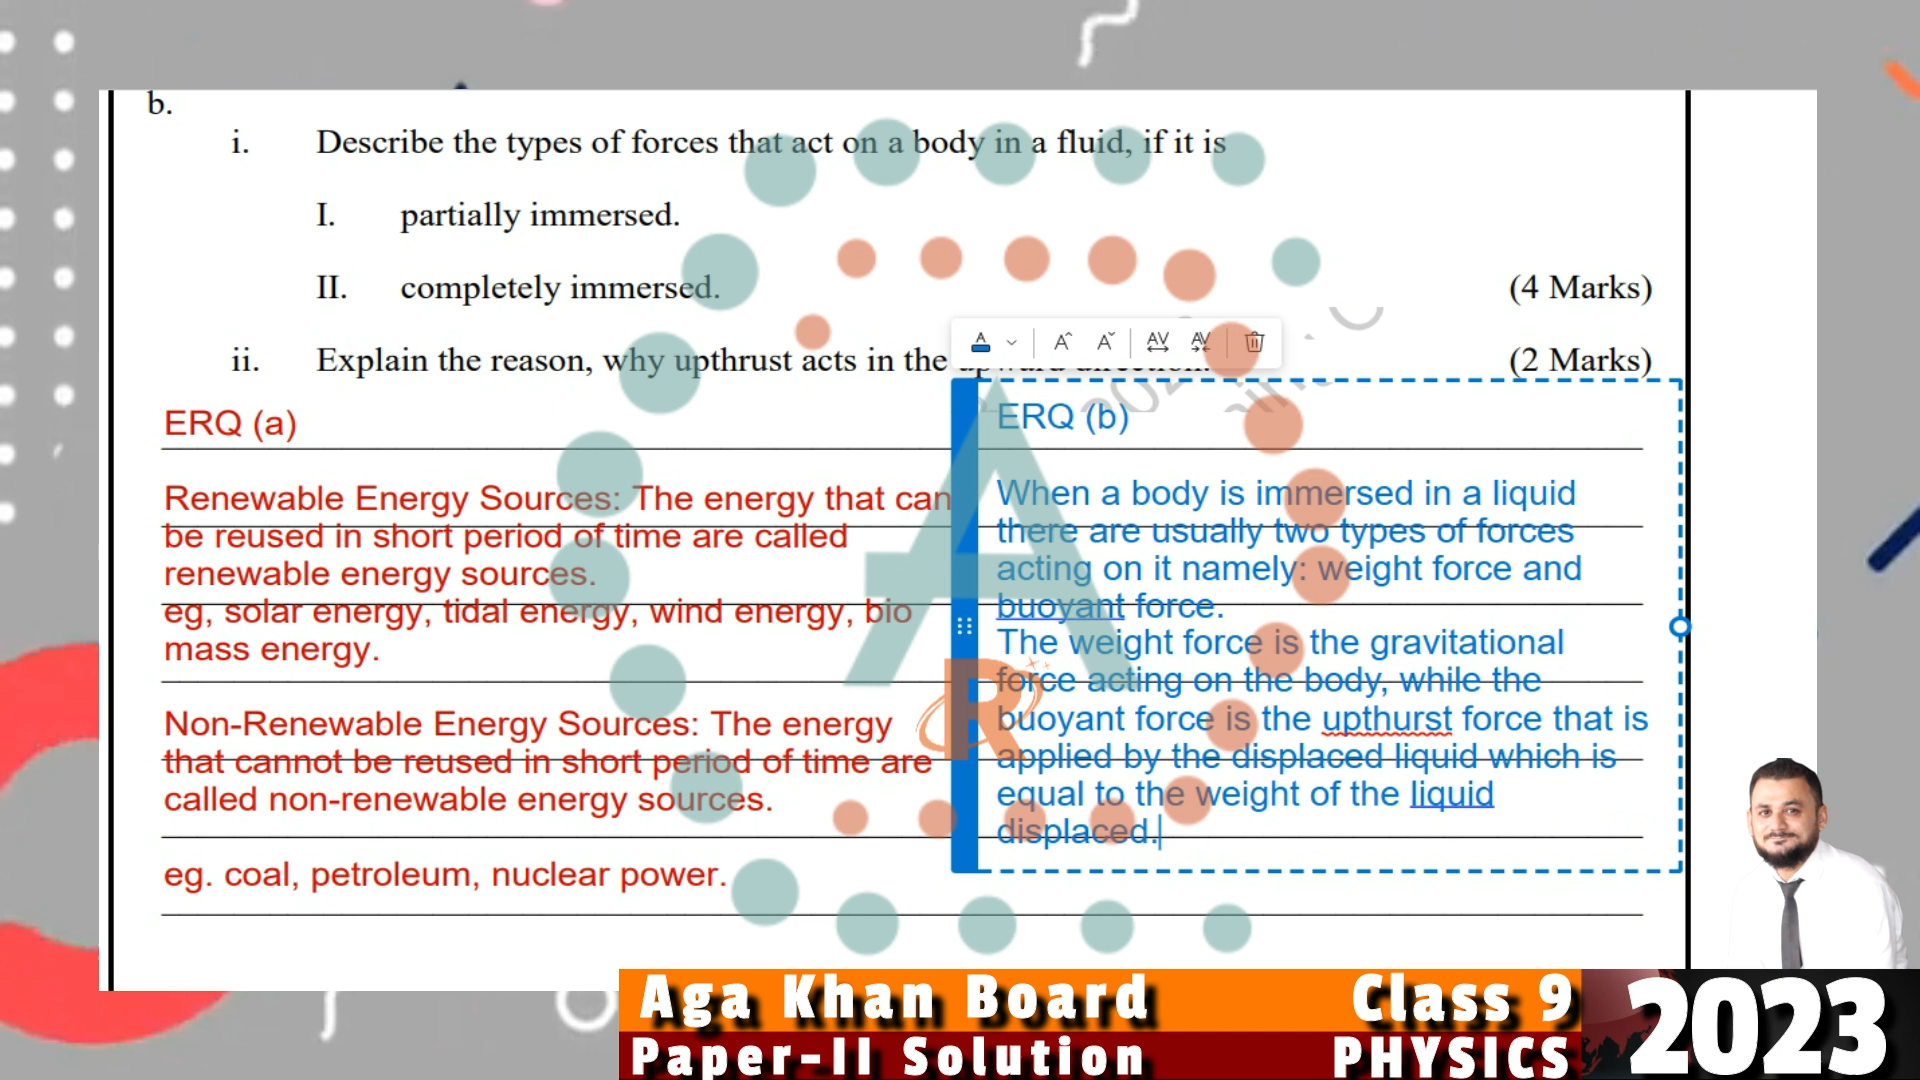 b.
i. Describe the types of forces that act on a body in a fluid, if it is
I. partially immersed.
II. completely immersed. (4 Marks)
ii. Explain the reason, why upthrust acts in the upward direction. (2 Marks)
ERQ (a)
Renewable Energy Sources: The energy that can
be reused in short period of time are called
renewable energy sources.
eg, solar energy, tidal energy, wind energy, bio
mass energy.
Non-Renewable Energy Sources: The energy
that cannot be reused in short period of time are
called non-renewable energy sources.
eg. coal, petroleum, nuclear power.
ERQ (b)
When a body is immersed in a liquid
there are usually two types of forces
acting on it namely: weight force and
buoyant force.
The weight force is the gravitational
force acting on the body, while the
buoyant force is the upthurst force that is
applied by the displaced liquid which is
equal to the weight of the liquid
displaced.
A R
Aga Khan Board Class 9
Paper-II Solution PHYSICS
2023